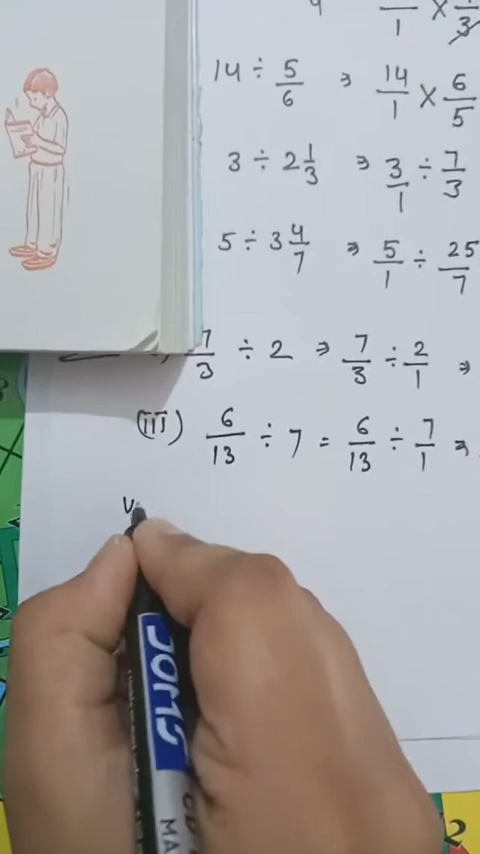 14 ÷ 5/6 ⇒ 14/1 × 6/5
3 ÷ 2 1/3 ⇒ 3/1 ÷ 7/3
5 ÷ 3 4/7 ⇒ 5/1 ÷ 25/7
7/3 ÷ 2 ⇒ 7/3 ÷ 2/1 ⇒
(III) 6/13 ÷ 7 = 6/13 ÷ 7/1 ⇒